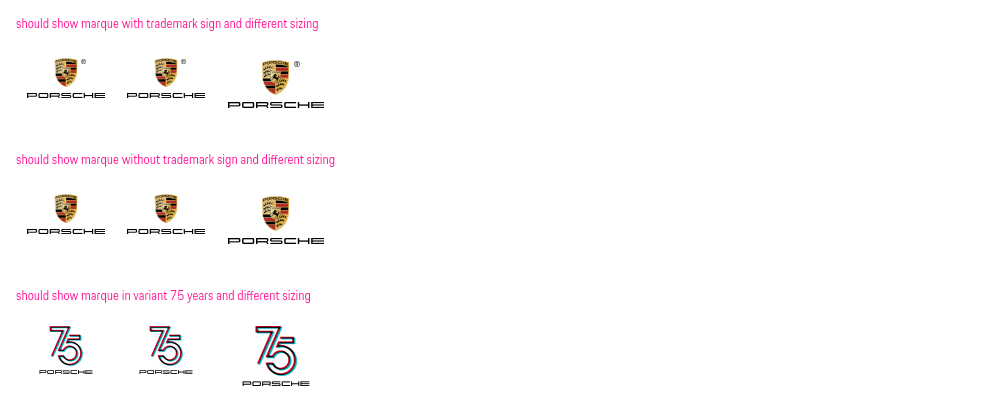 should show marque with trademark sign and different sizing
® ® ®
PORSCHE PORSCHE PORSCHE
should show marque without trademark sign and different sizing
PORSCHE PORSCHE PORSCHE
should show marque in variant 75 years and different sizing
75 75 75
PORSCHE PORSCHE PORSCHE